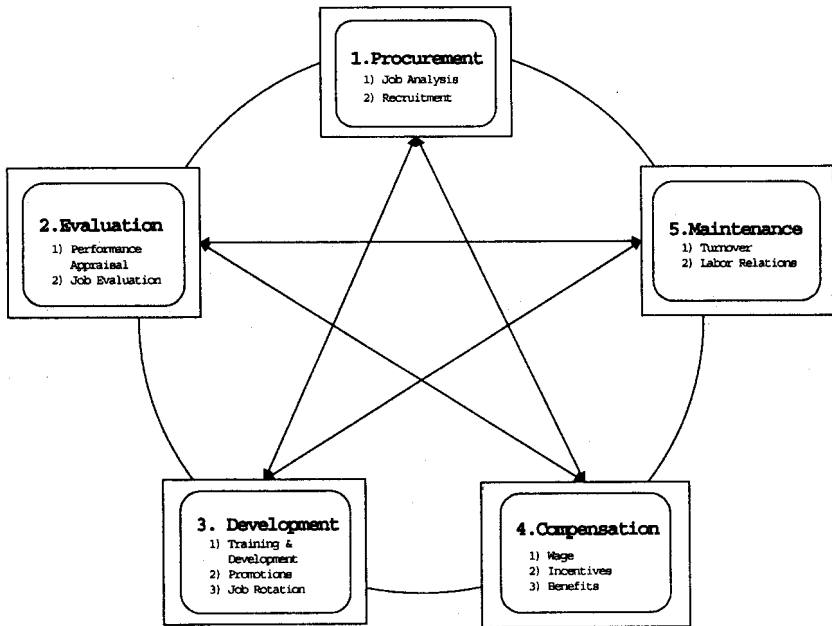 1.Procurement
1) Job Analysis
2) Recruitment
2.Evaluation
1) Performance
Appraisal
2) Job Evaluation
3. Development
1) Training &
Development
2) Promotions
3) Job Rotation
4.Compensation
1) Wage
2) Incentives
3) Benefits
5.Maintenance
1) Turnover
2) Labor Relations